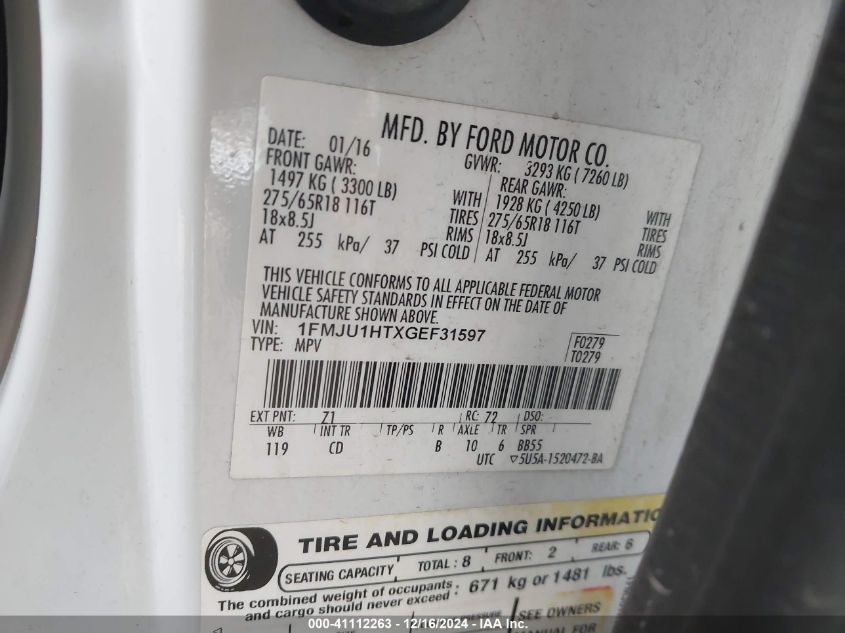 MFD. BY FORD MOTOR CO.
DATE: 01/16 GVWR: 3293 KG ( 7260 LB)
FRONT GAWR: REAR GAWR:
1497 KG ( 3300 LB) WITH 1928 KG ( 4250 LB) WITH
275/65R18 116T TIRES 275/65R18 116T TIRES
18x8.5J RIMS 18x8.5J RIMS
AT 255 kPa/ 37 PSI COLD AT 255 kPa/ 37 PSI COLD
THIS VEHICLE CONFORMS TO ALL APPLICABLE FEDERAL MOTOR
VEHICLE SAFETY STANDARDS IN EFFECT ON THE DATE OF
MANUFACTURE SHOWN ABOVE.
VIN: 1FMJU1HTXGEF31597
TYPE: MPV
F0279
T0279
EXT PNT: Z1 RC: 72 DSO:
WB INT TR TP/PS R AXLE TR SPR
119 CD B 10 6 BB55
UTC ▽5U5A-1520472-BA
TIRE AND LOADING INFORMATIO
SEATING CAPACITY TOTAL : 8 FRONT: 2 REAR: 6
The combined weight of occupants and cargo should never exceed : 671 kg or 1481 lbs.
SEE OWNERS
MANUAL FOR
000-41112263 - 12/16/2024 - IAA Inc.